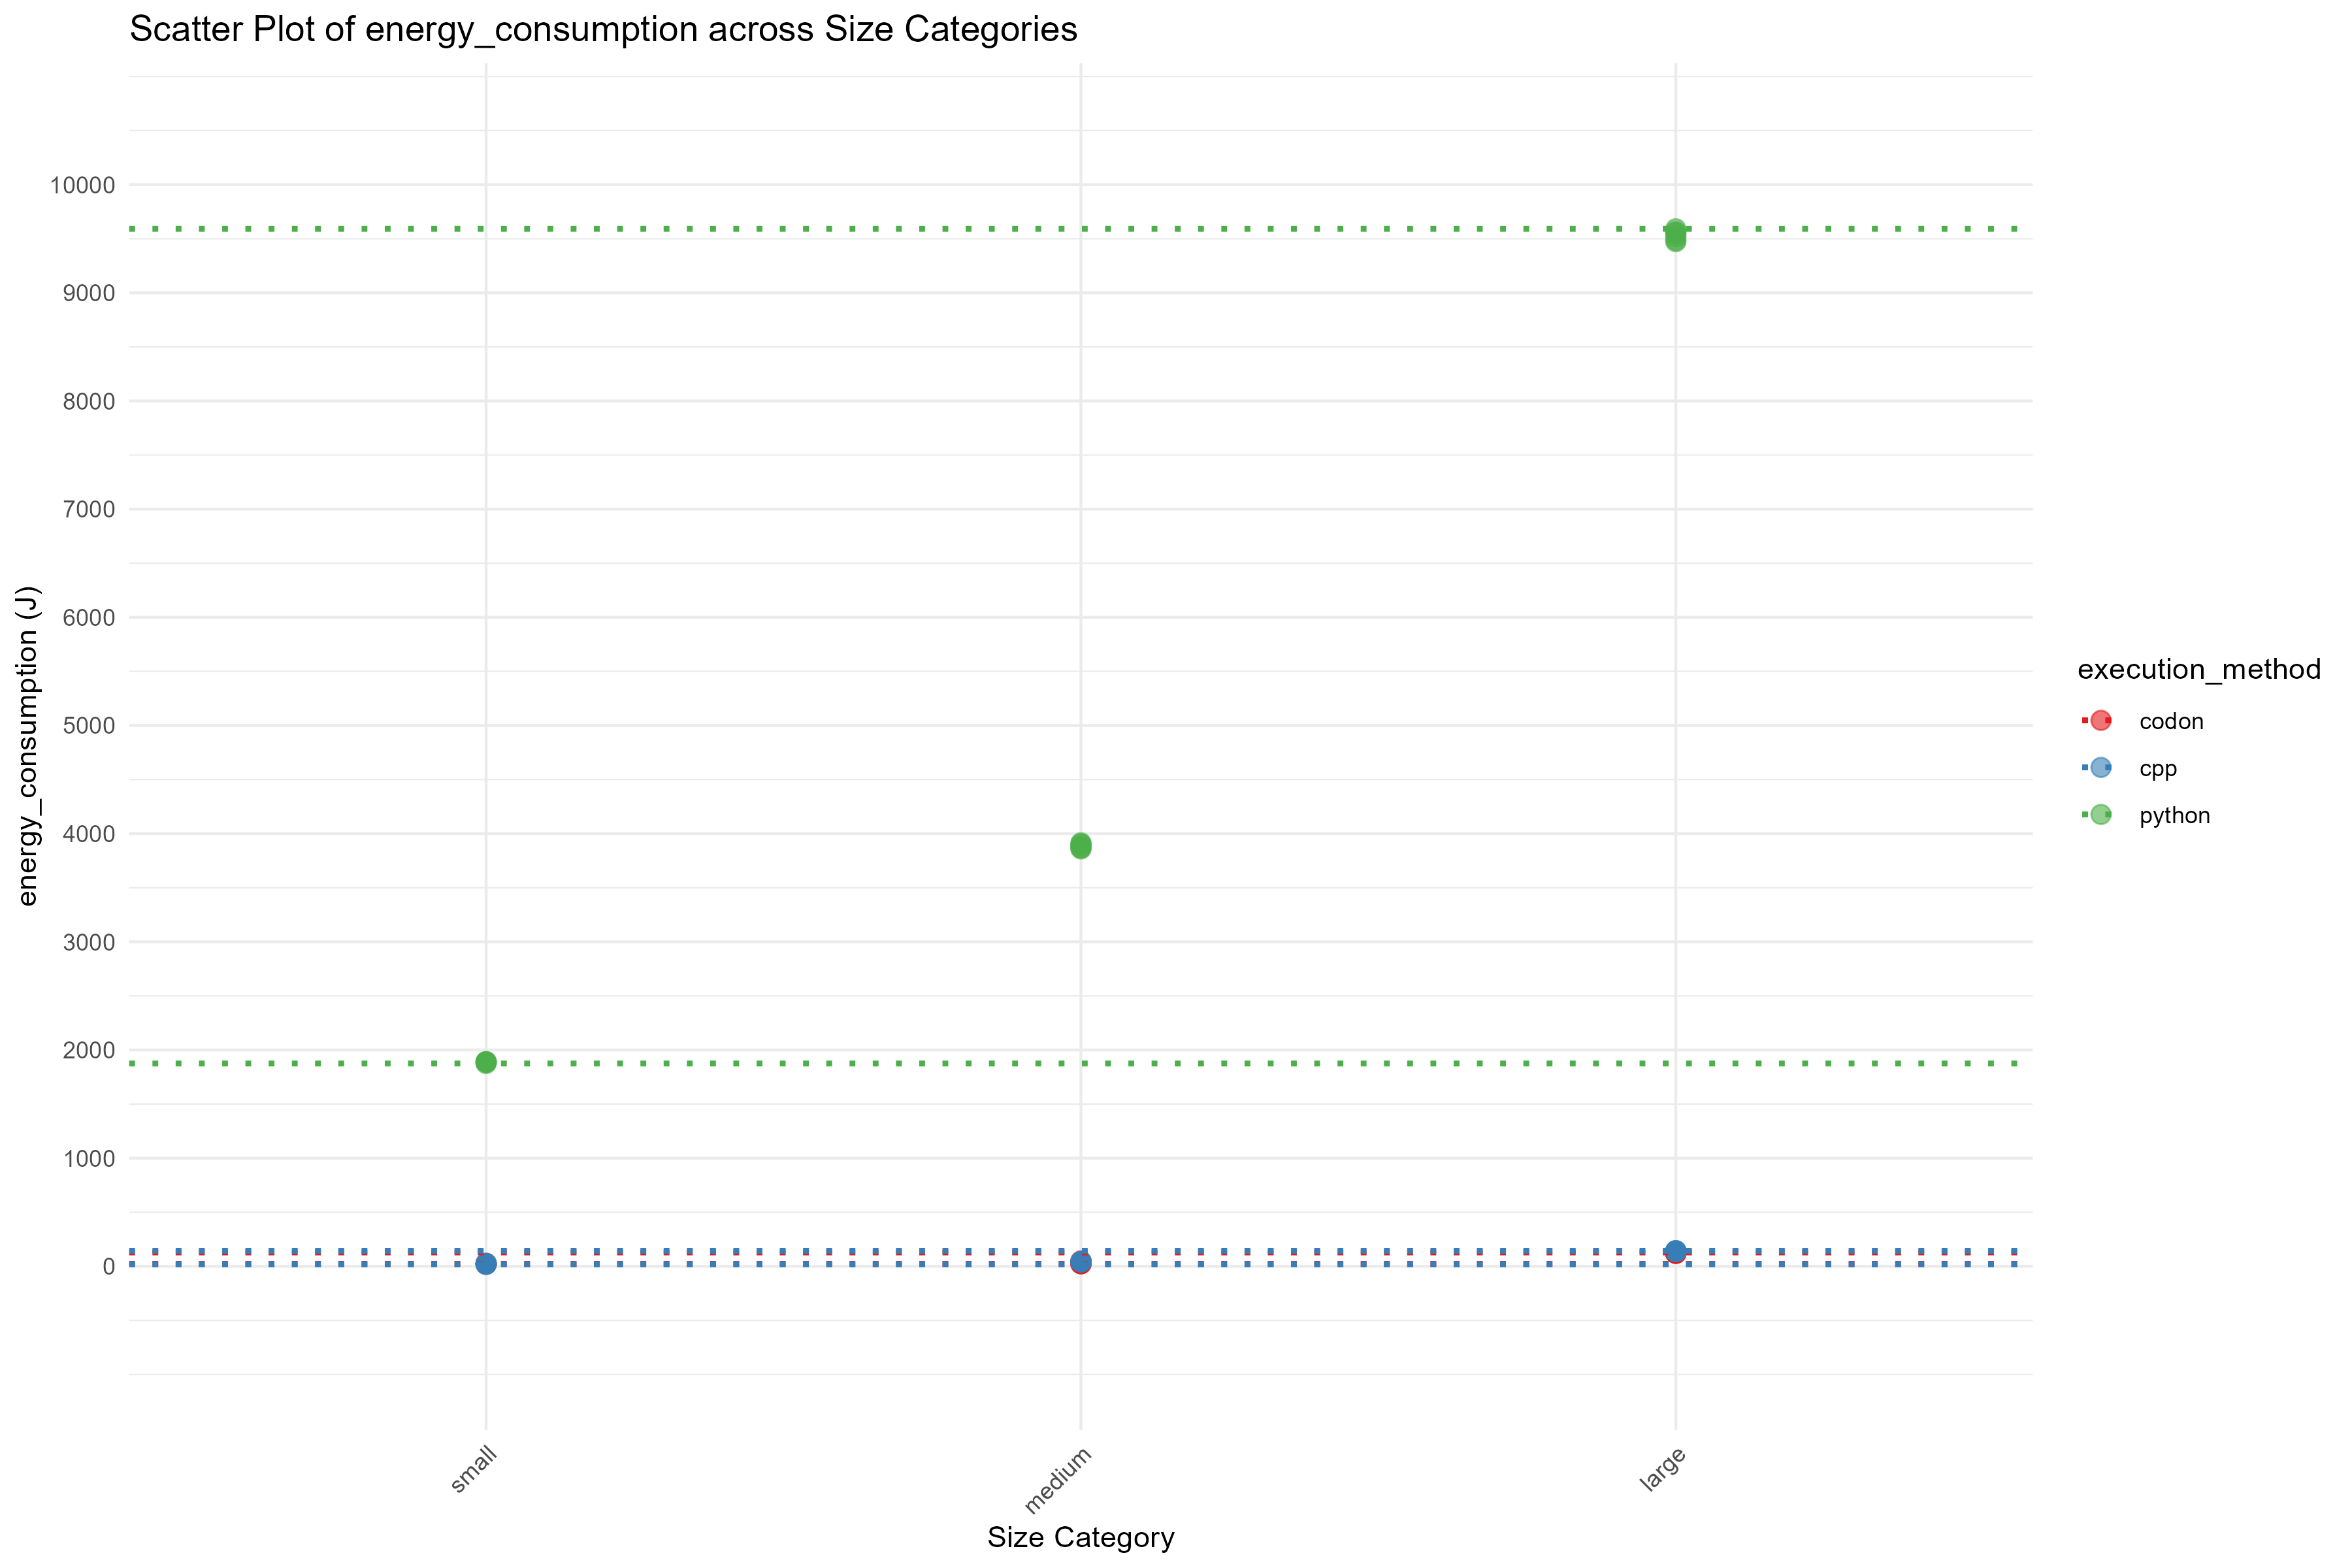 Scatter Plot of energy_consumption across Size Categories
10000
9000
8000
7000
6000
5000
4000
3000
2000
1000
0
energy_consumption (J)
small
medium
large
Size Category
execution_method
codon
cpp
python